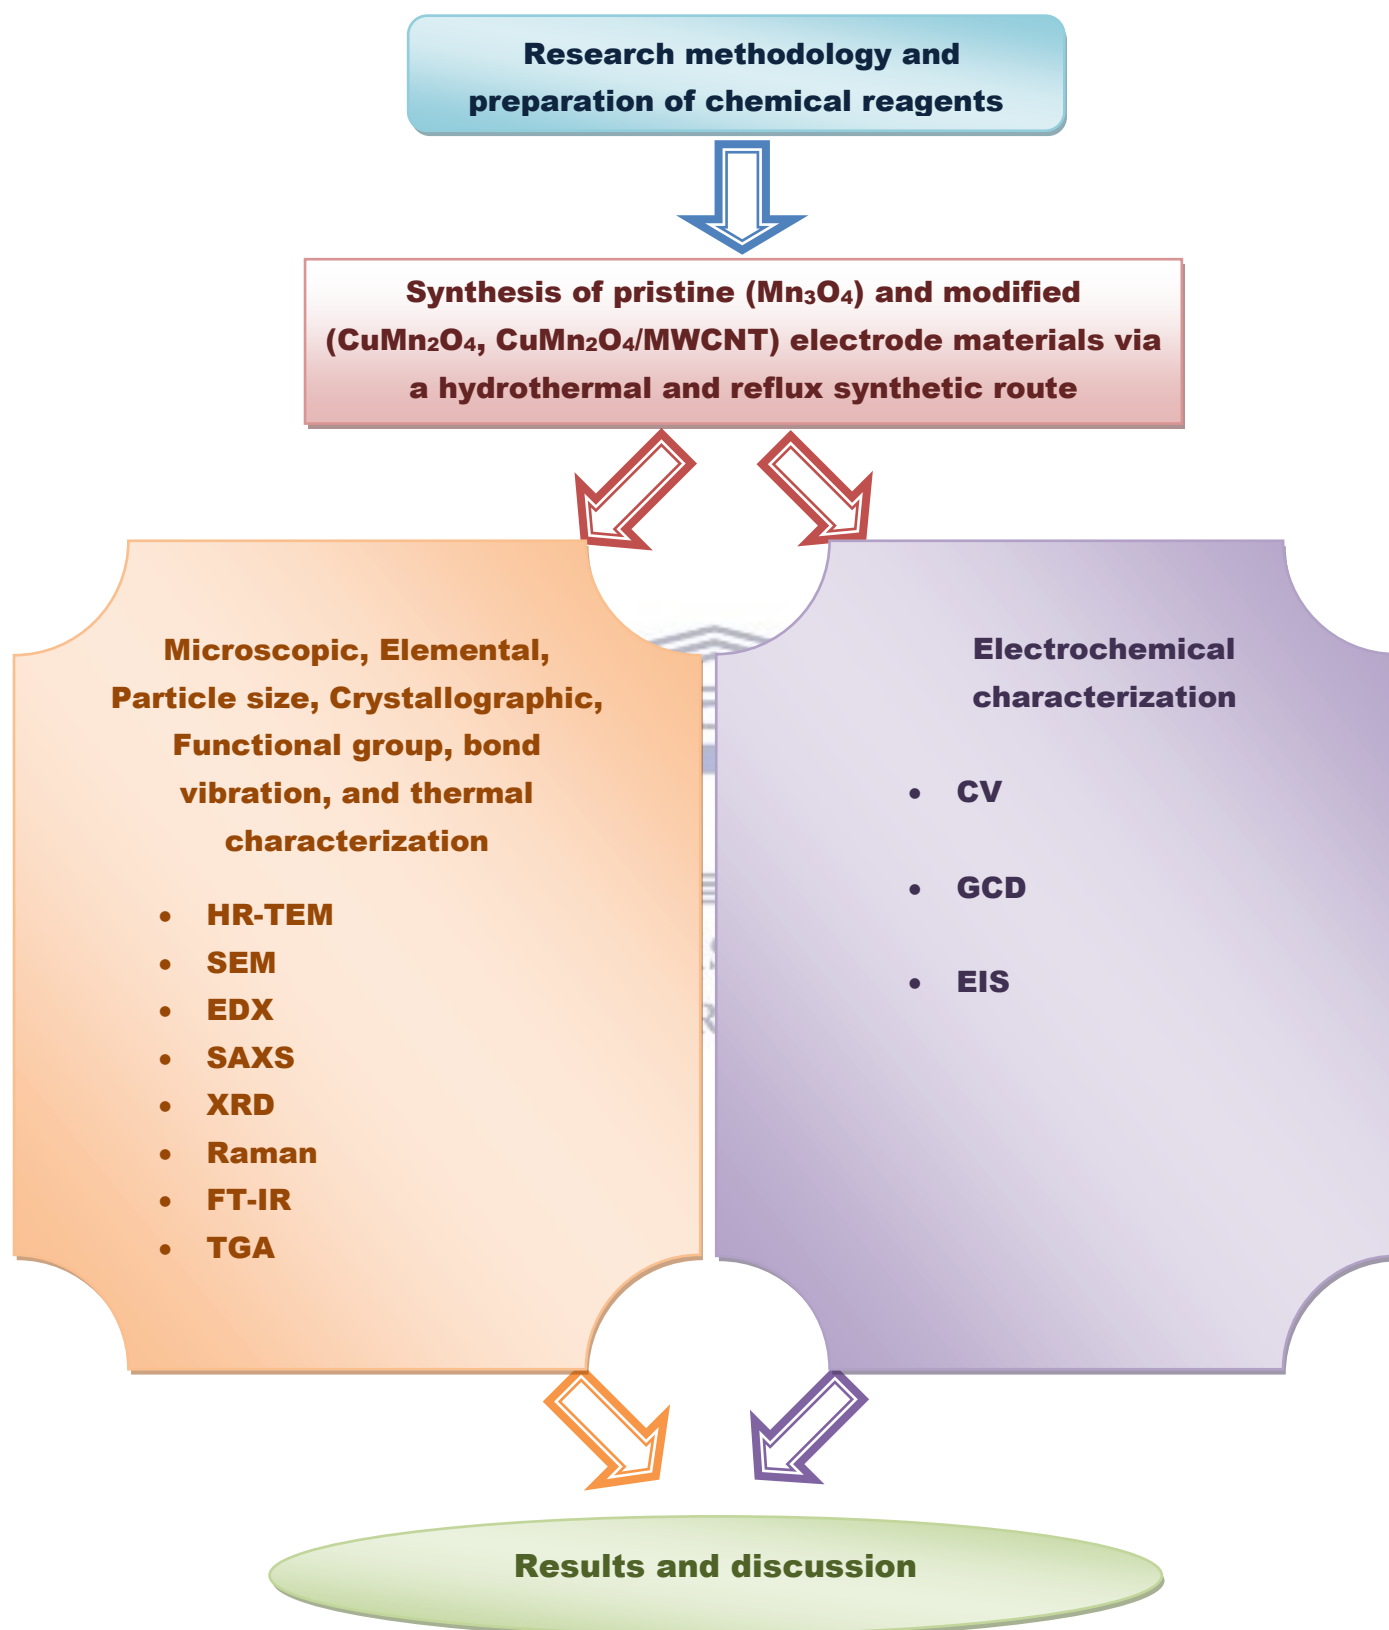 Research methodology and
preparation of chemical reagents
Synthesis of pristine (Mn₃O₄) and modified
(CuMn₂O₄, CuMn₂O₄/MWCNT) electrode materials via
a hydrothermal and reflux synthetic route
Microscopic, Elemental,
Particle size, Crystallographic,
Functional group, bond
vibration, and thermal
characterization
• HR-TEM
• SEM
• EDX
• SAXS
• XRD
• Raman
• FT-IR
• TGA
Electrochemical
characterization
• CV
• GCD
• EIS
Results and discussion